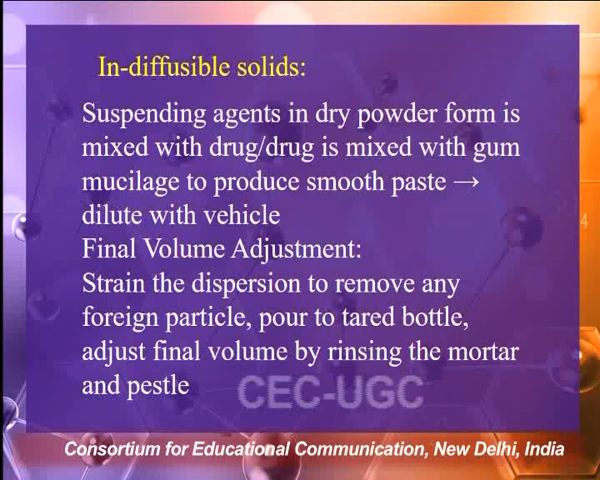 In-diffusible solids:
Suspending agents in dry powder form is
mixed with drug/drug is mixed with gum
mucilage to produce smooth paste →
dilute with vehicle
Final Volume Adjustment:
Strain the dispersion to remove any
foreign particle, pour to tared bottle,
adjust final volume by rinsing the mortar
and pestle
CEC-UGC
Consortium for Educational Communication, New Delhi, India
4